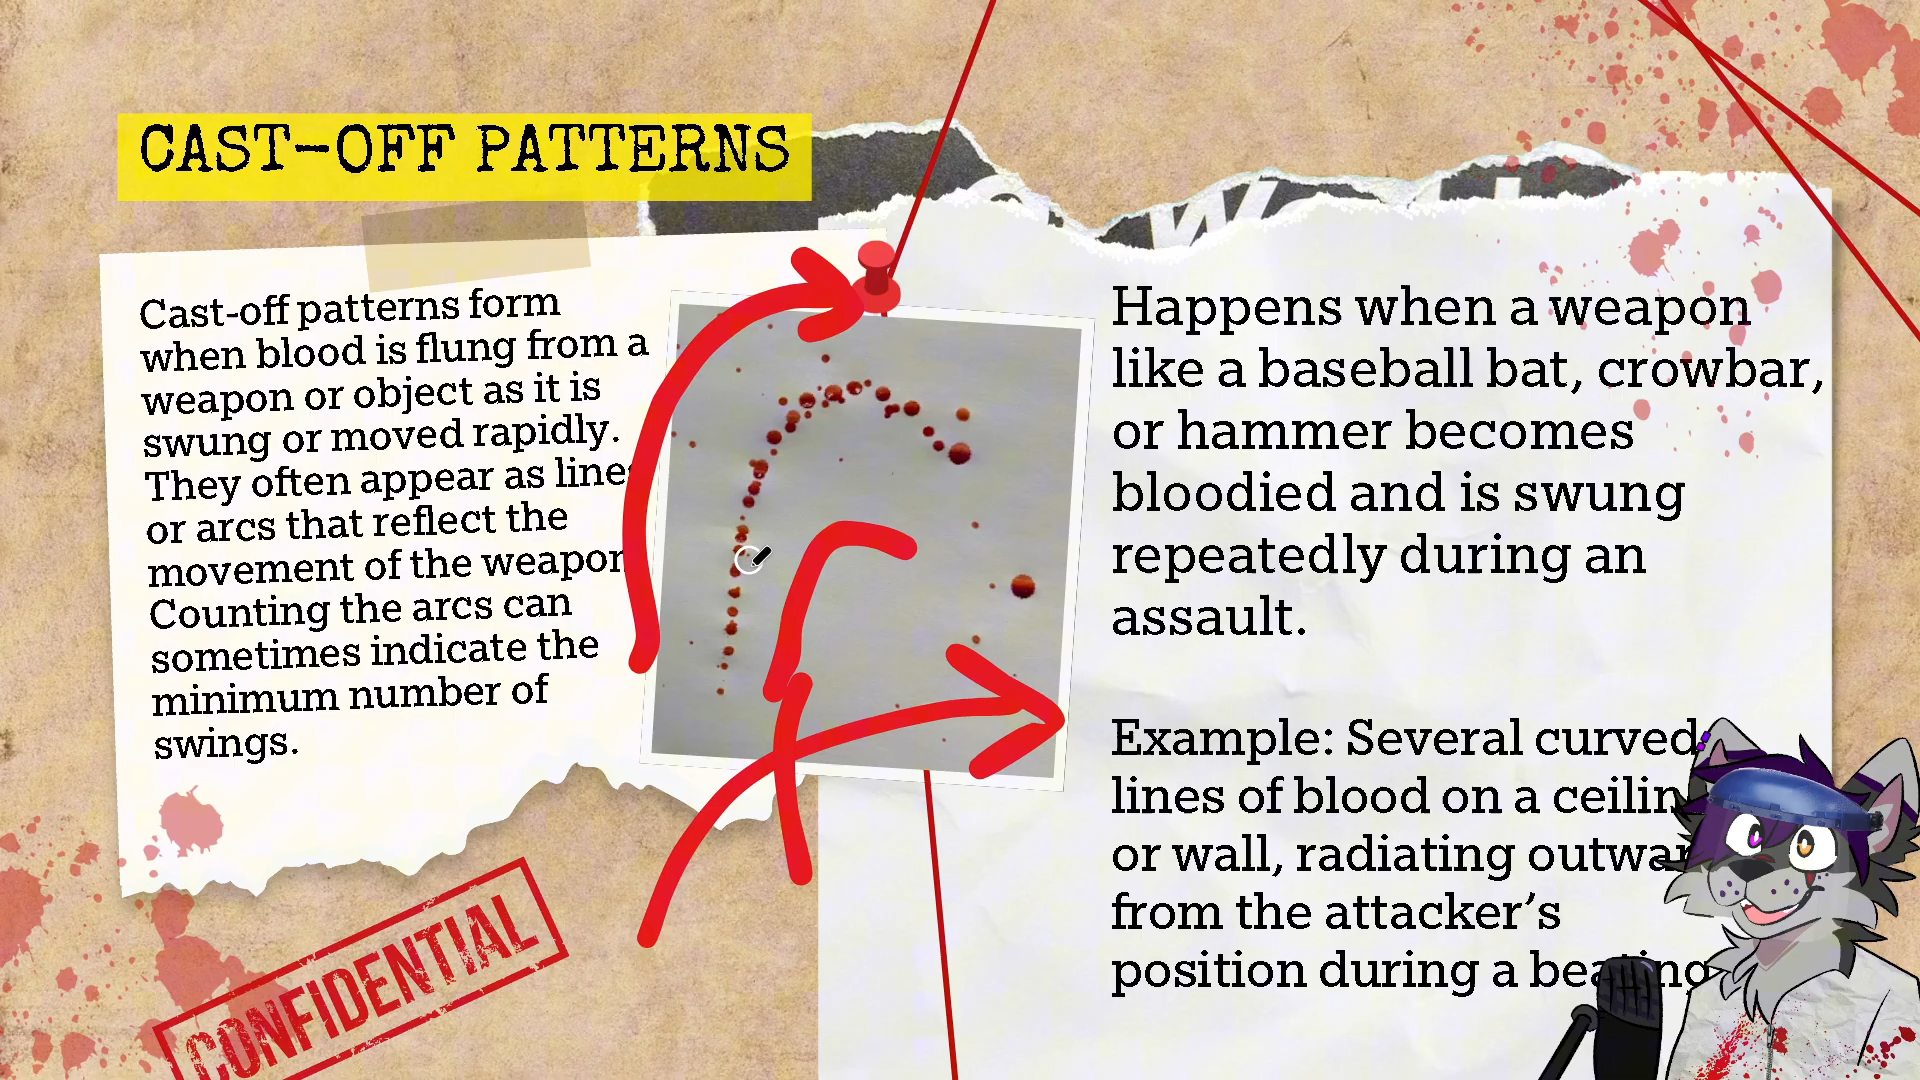 CAST-OFF PATTERNS
Cast-off patterns form
when blood is flung from a
weapon or object as it is
swung or moved rapidly.
They often appear as lines
or arcs that reflect the
movement of the weapon
Counting the arcs can
sometimes indicate the
minimum number of
swings.
Happens when a weapon
like a baseball bat, crowbar,
or hammer becomes
bloodied and is swung
repeatedly during an
assault.
Example: Several curved
lines of blood on a ceilin
or wall, radiating outwar
from the attacker’s
position during a beating
CONFIDENTIAL